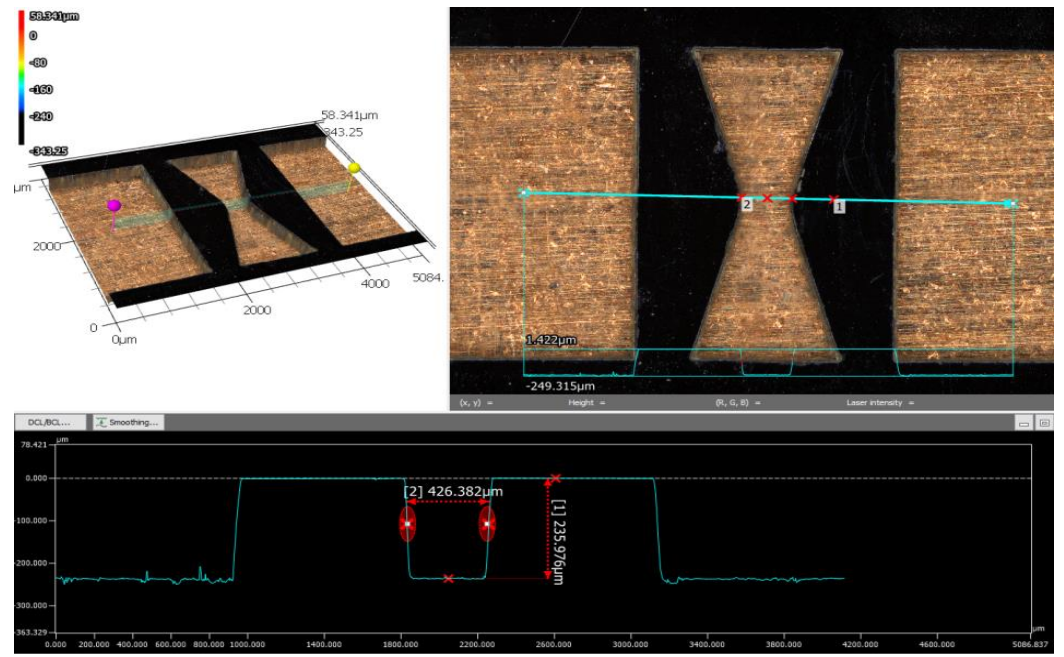 58.341µm
0
-80
-160
-240
-343.25
58.341µm
343.25
µm
2000
0
0µm
2000
4000
5084.
2
1
1.422µm
-249.315µm
(x, y) =
Height =
(R, G, B) =
Laser intensity =
DCL/BCL...
Smoothing...
µm
78.421
0.000
-100.000
-200.000
-300.000
-363.329
[2] 426.382µm
[1] 235.976µm
µm
0.000 200.000 400.000 600.000 800.000 1000.000 1400.000 1800.000 2200.000 2600.000 3000.000 3400.000 3800.000 4200.000 4600.000 5086.837